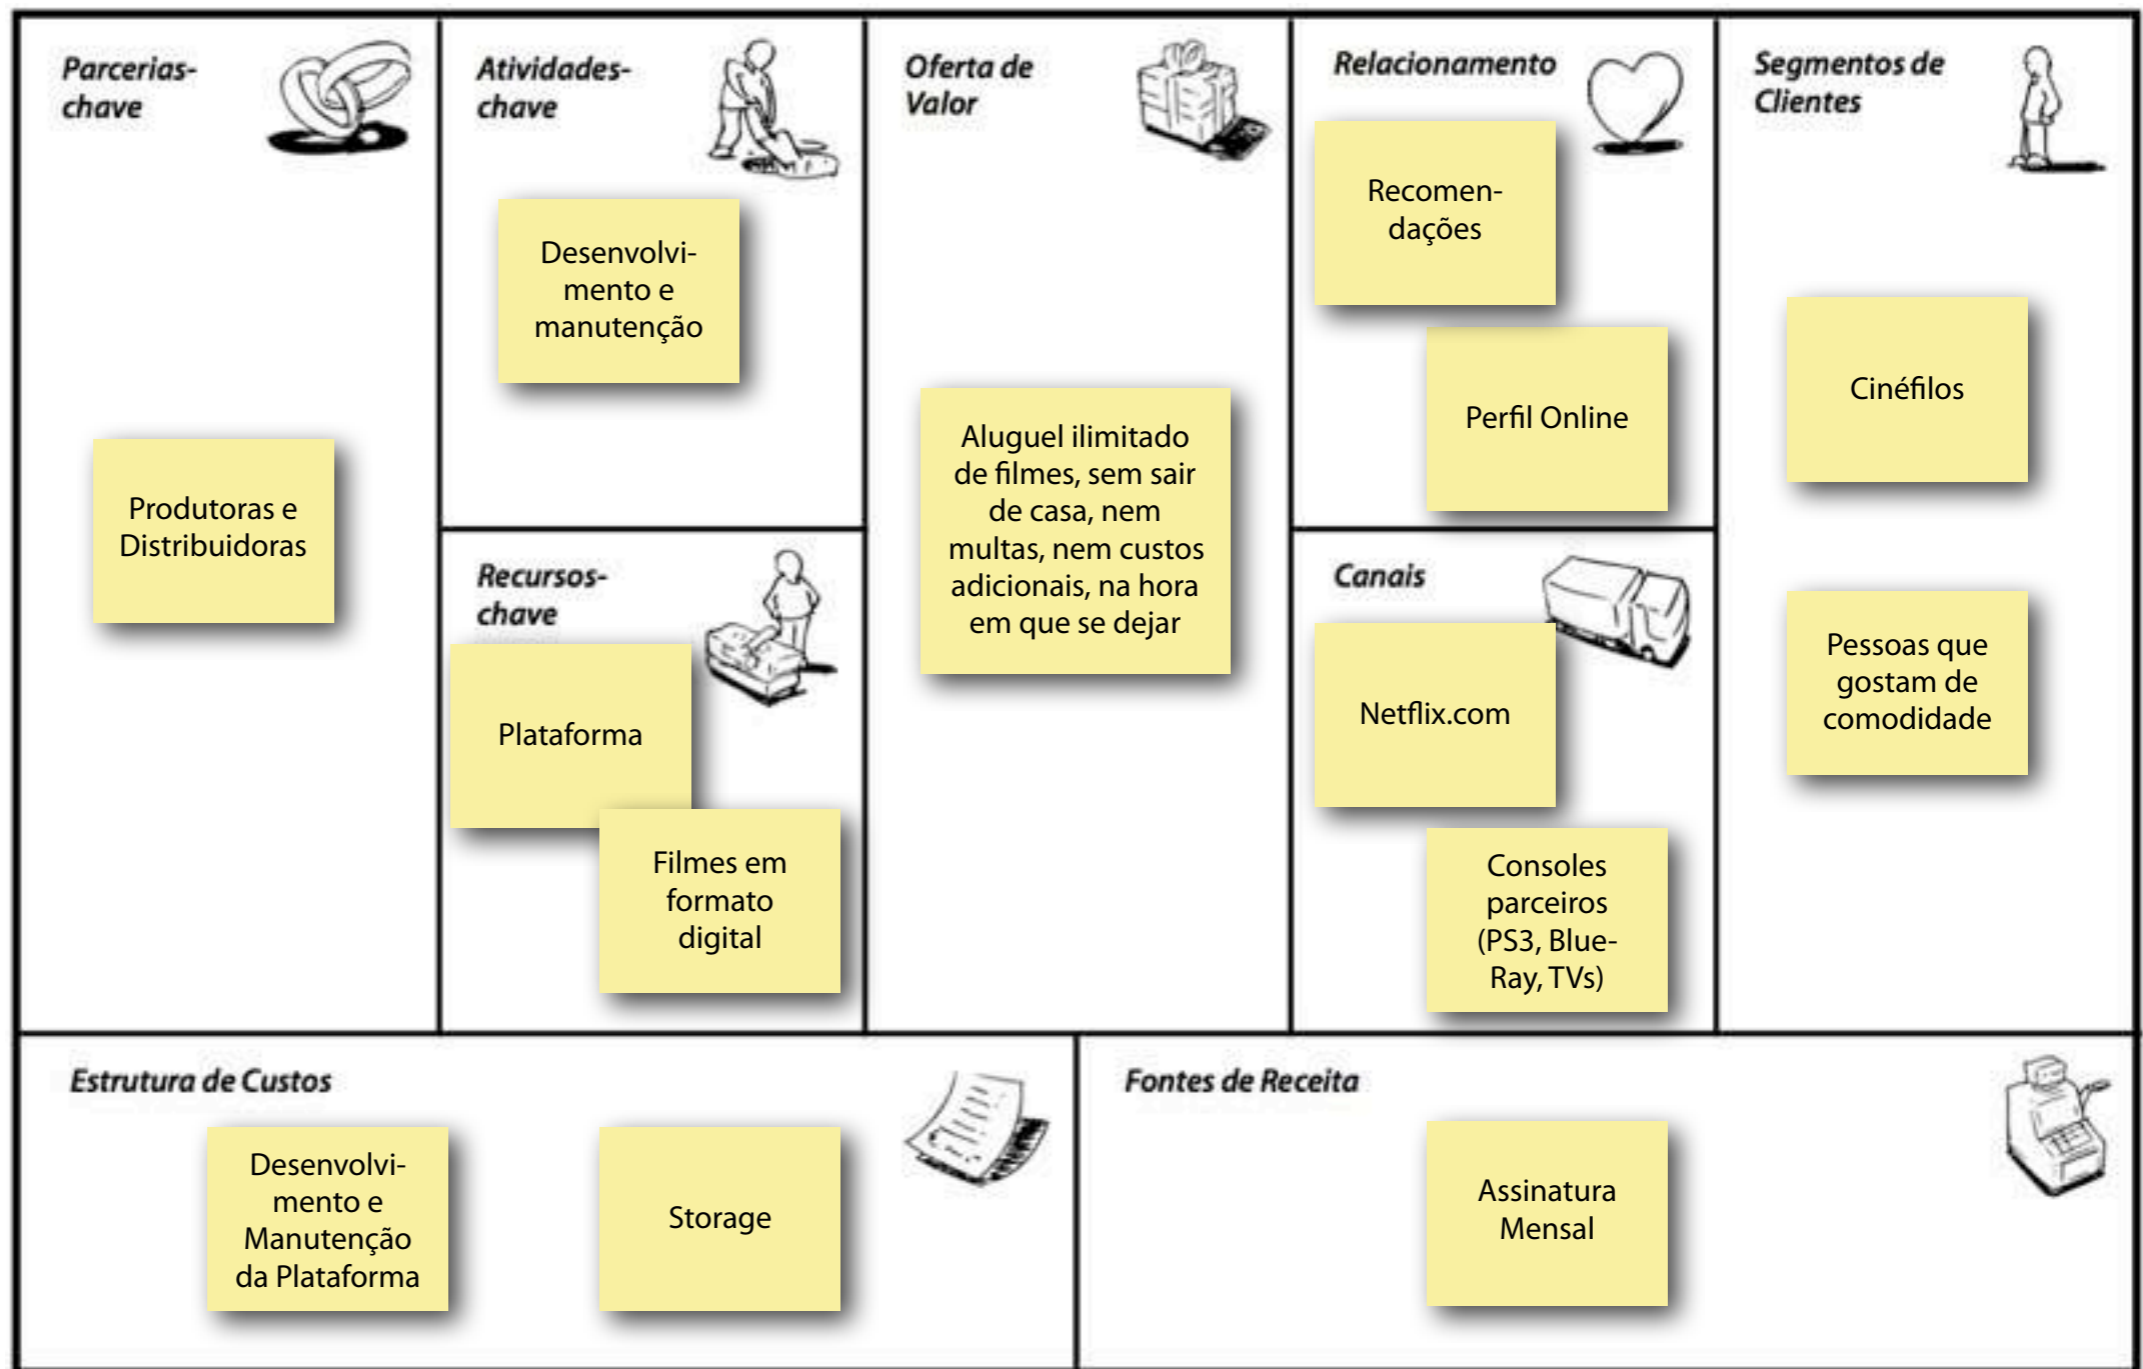 Parcerias-
chave
Produtoras e
Distribuidoras
Atividades-
chave
Desenvolvi-
mento e
manutenção
Recursos-
chave
Plataforma
Filmes em
formato
digital
Oferta de
Valor
Aluguel ilimitado
de filmes, sem sair
de casa, nem
multas, nem custos
adicionais, na hora
em que se dejar
Relacionamento
Recomen-
dações
Perfil Online
Canais
Netflix.com
Consoles
parceiros
(PS3, Blue-
Ray, TVs)
Segmentos de
Clientes
Cinéfilos
Pessoas que
gostam de
comodidade
Estrutura de Custos
Desenvolvi-
mento e
Manutenção
da Plataforma
Storage
Fontes de Receita
Assinatura
Mensal